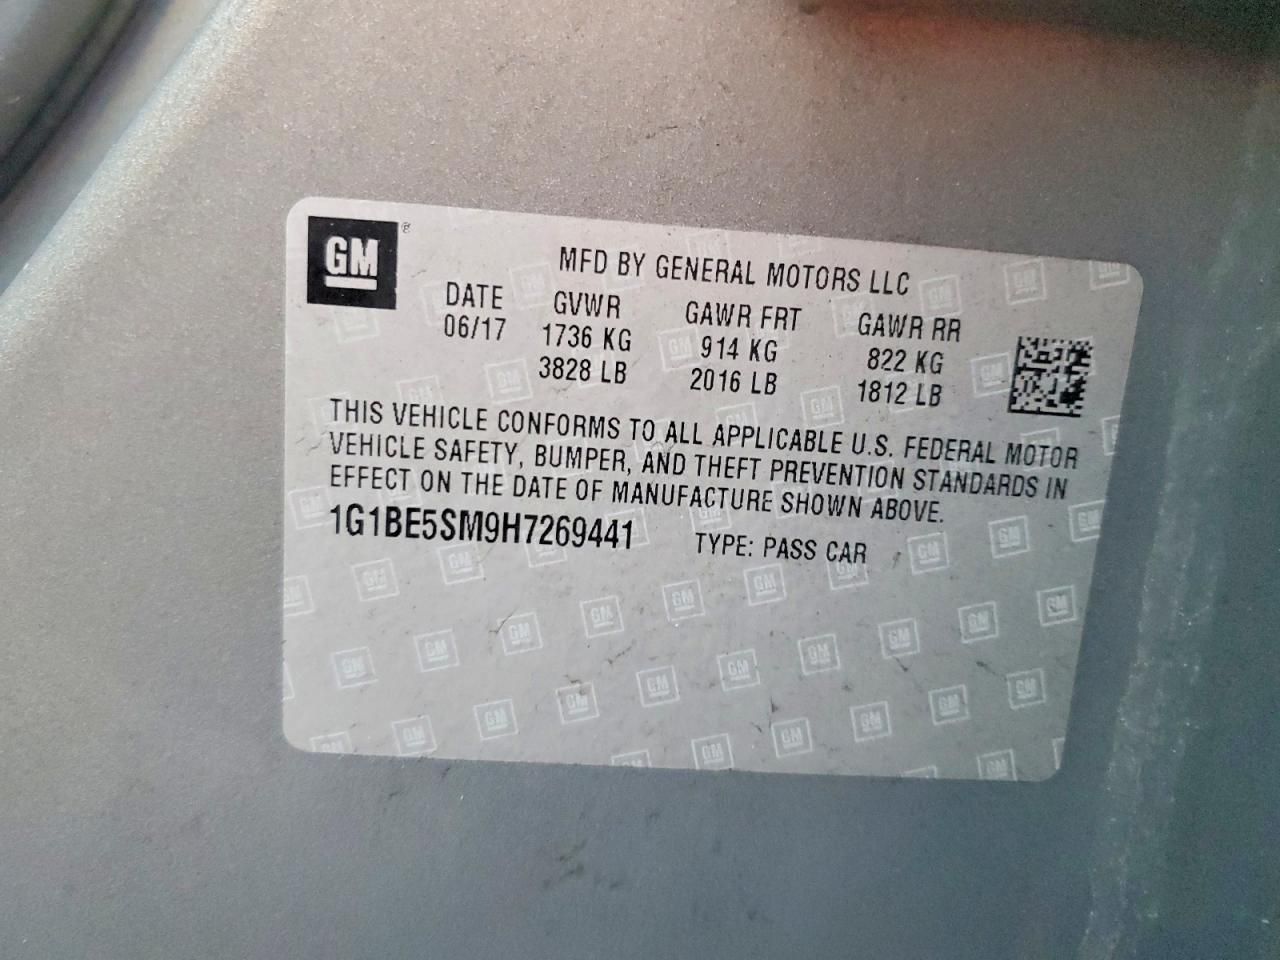 GM®
MFD BY GENERAL MOTORS LLC
DATE GVWR GAWR FRT GAWR RR
06/17 1736 KG 914 KG 822 KG
3828 LB 2016 LB 1812 LB
THIS VEHICLE CONFORMS TO ALL APPLICABLE U.S. FEDERAL MOTOR
VEHICLE SAFETY, BUMPER, AND THEFT PREVENTION STANDARDS IN
EFFECT ON THE DATE OF MANUFACTURE SHOWN ABOVE.
1G1BE5SM9H7269441 TYPE: PASS CAR